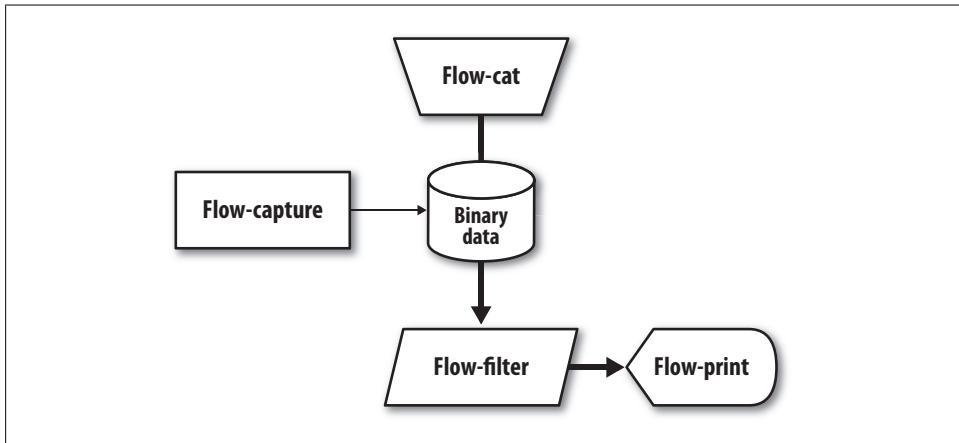 Flow-cat
Flow-capture
Binary
data
Flow-filter
Flow-print